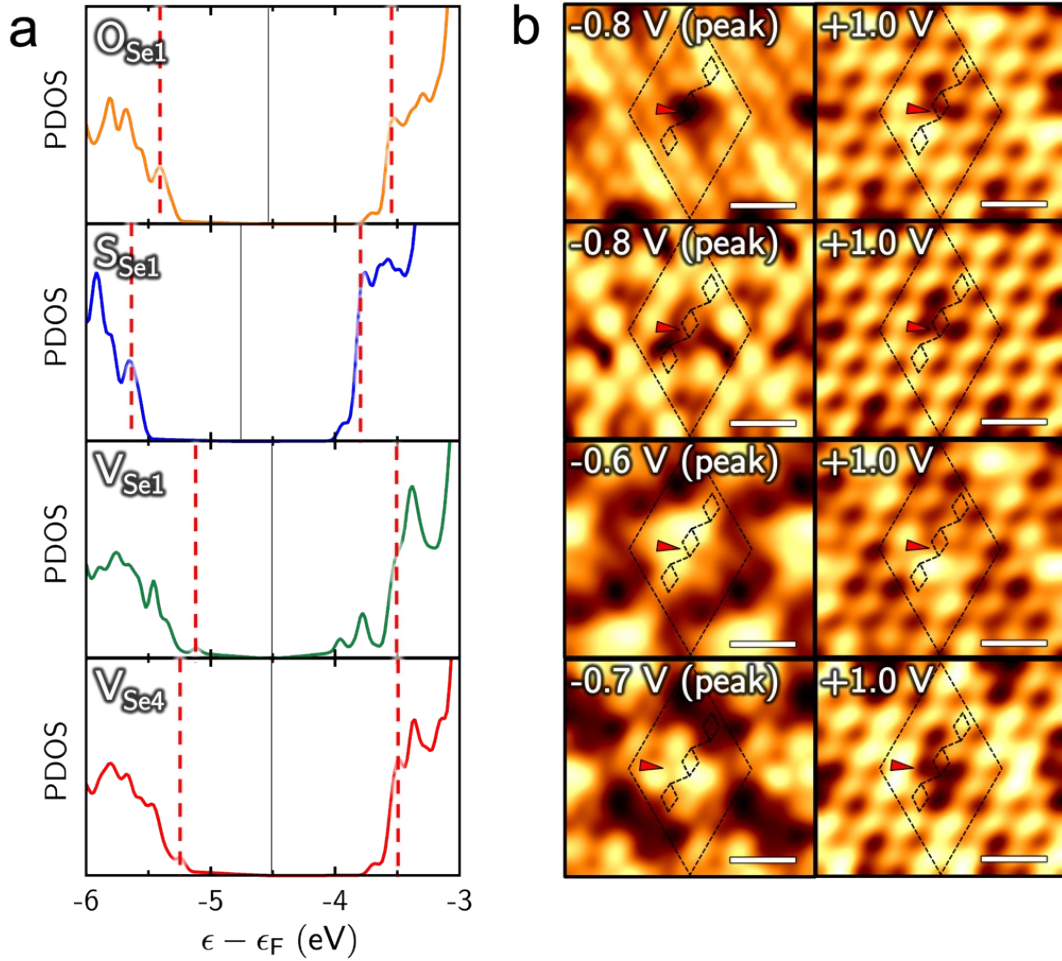 a
O_Se1
PDOS
S_Se1
PDOS
V_Se1
PDOS
V_Se4
PDOS
-6 -5 -4 -3
ϵ − ϵ_F (eV)
b
-0.8 V (peak) +1.0 V
-0.8 V (peak) +1.0 V
-0.6 V (peak) +1.0 V
-0.7 V (peak) +1.0 V